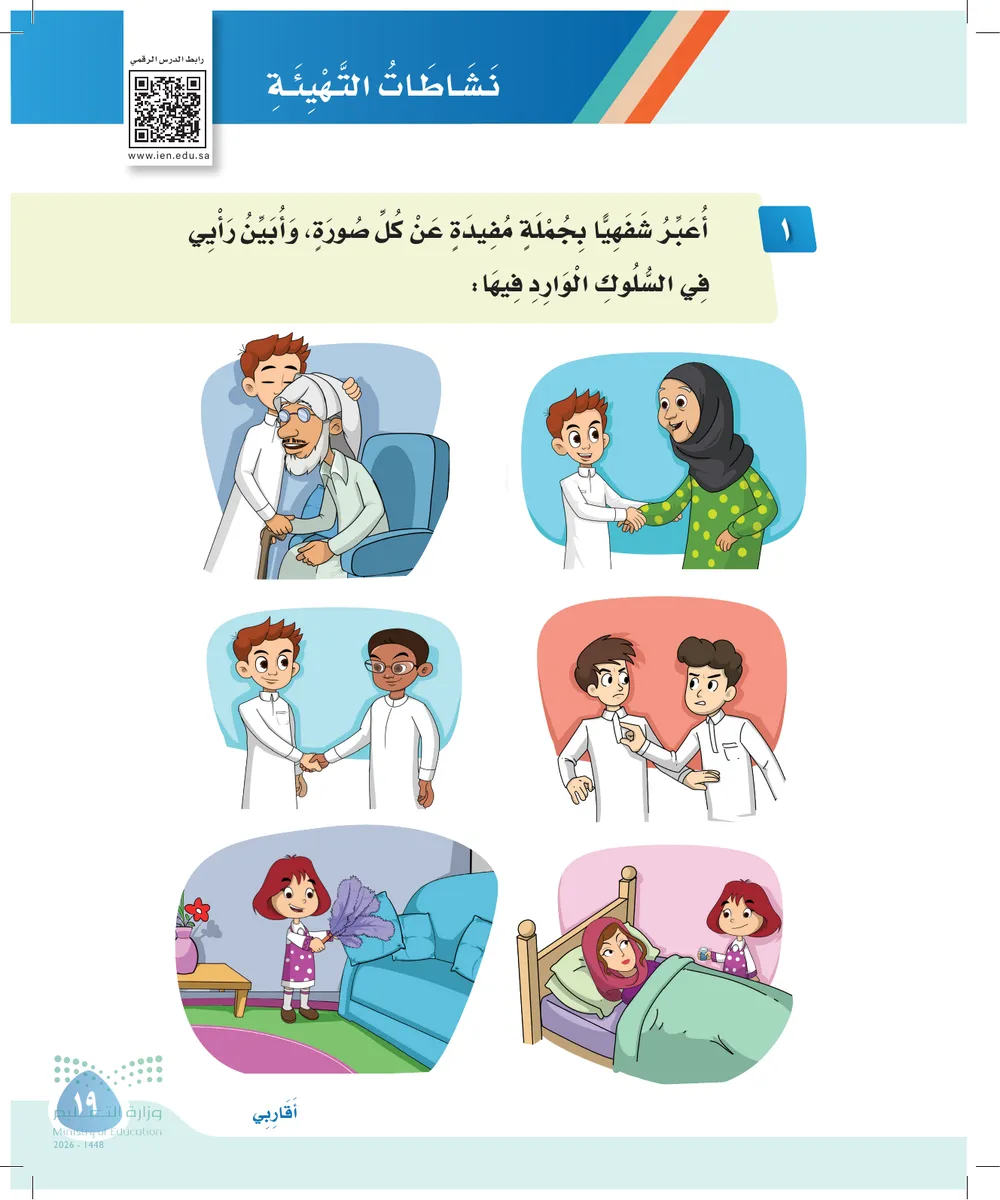 رابط الدرس الرقمي
www.ien.edu.sa
نَشَاطَاتُ التَّهْيِئَةِ
١
أُعَبِّرُ شَفَهِيًّا بِجُمْلَةٍ مُفِيدَةٍ عَنْ كُلِّ صُورَةٍ، وَأُبَيِّنُ رَأْيِي
فِي السُّلُوكِ الْوَارِدِ فِيهَا:
أَقَارِبِي
١٩
وزارة التعليم
Ministry of Education
2026 - 1448